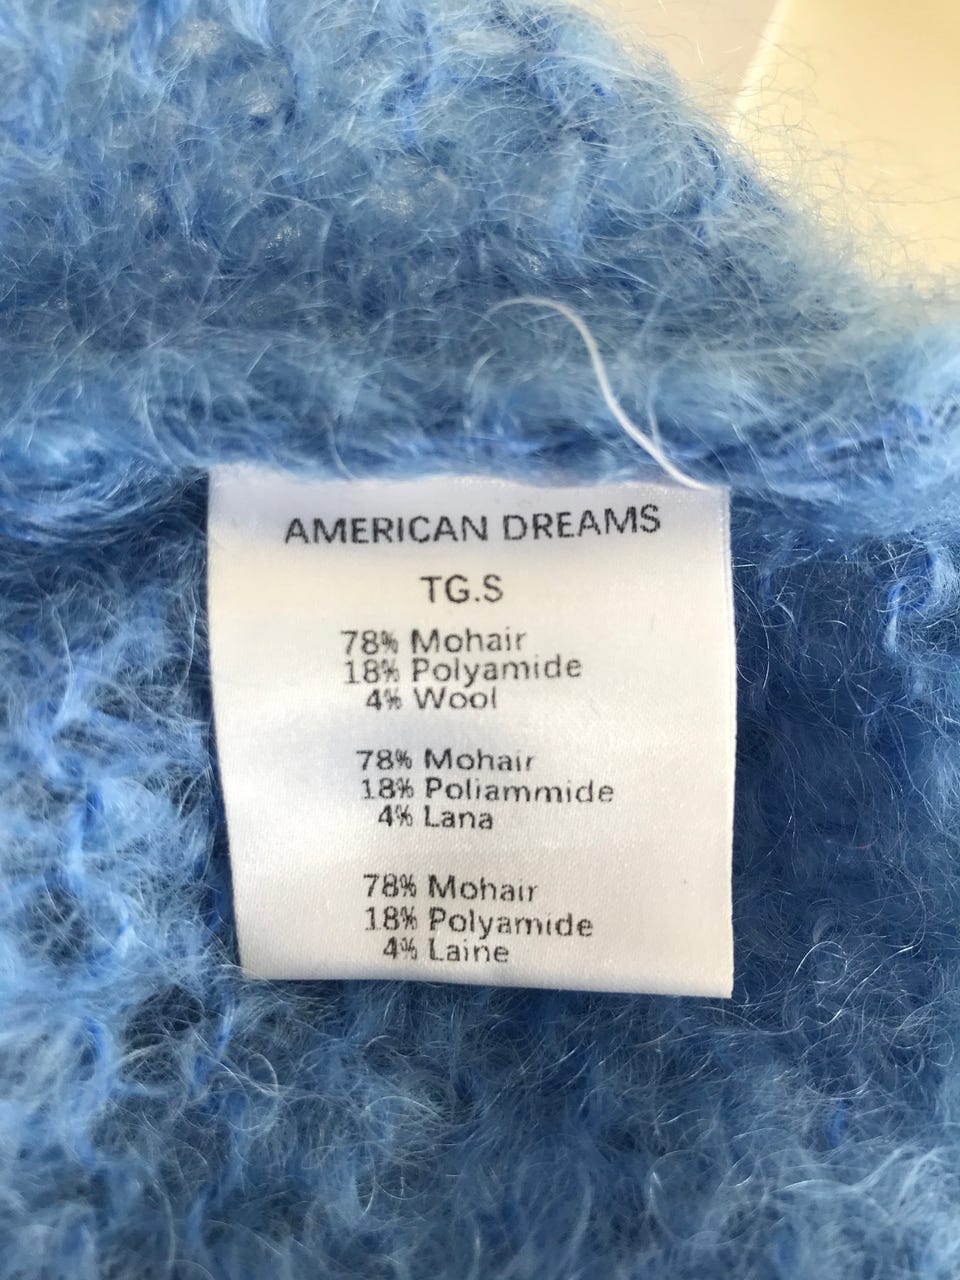 AMERICAN DREAMS
TG.S
78% Mohair
18% Polyamide
4% Wool
78% Mohair
18% Poliammide
4% Lana
78% Mohair
18% Polyamide
4% Laine